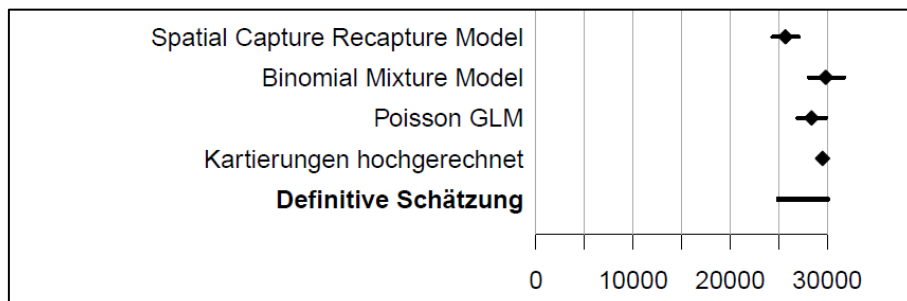 Spatial Capture Recapture Model
Binomial Mixture Model
Poisson GLM
Kartierungen hochgerechnet
Definitive Schätzung
0 10000 20000 30000